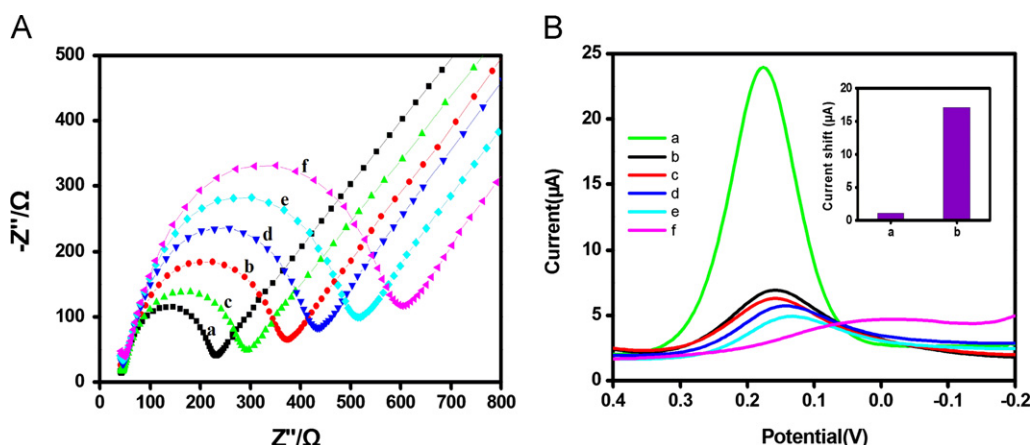 A
500
400
300
200
100
0
0 100 200 300 400 500 600 700 800
-Z''/Ω
Z''/Ω
a
b
c
d
e
f
B
25
20
15
10
5
0
0.4 0.3 0.2 0.1 0.0 -0.1 -0.2
Current(μA)
Potential(V)
a
b
c
d
e
f
20
15
10
5
0
Current shift (μA)
a b